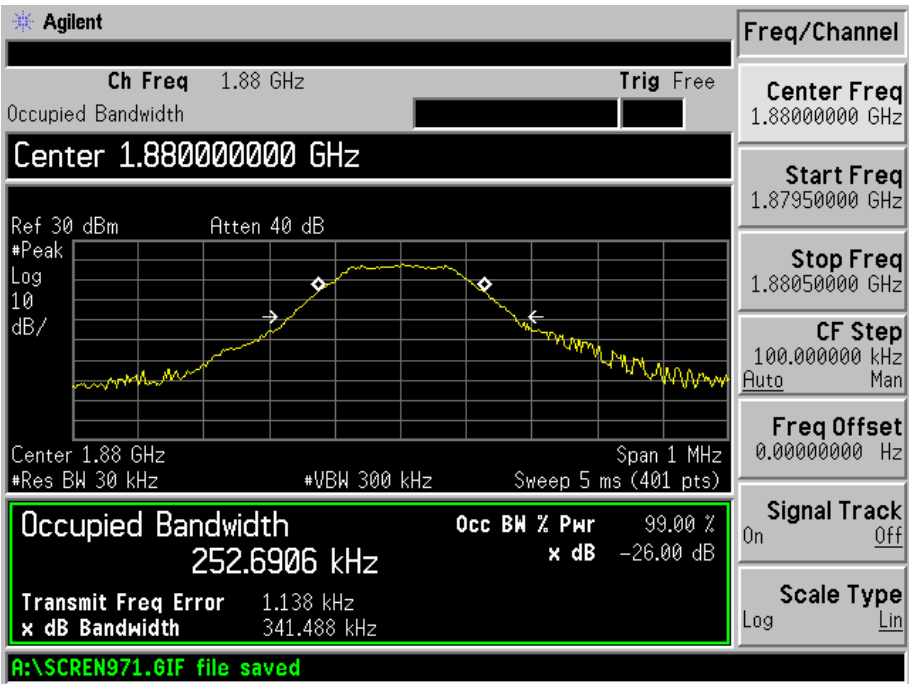 Agilent
Freq/Channel
Ch Freq 1.88 GHz Trig Free
Occupied Bandwidth
Center Freq
1.88000000 GHz
Center 1.880000000 GHz
Start Freq
1.87950000 GHz
Ref 30 dBm Atten 40 dB
#Peak
Log
10
dB/
Stop Freq
1.88050000 GHz
CF Step
100.000000 kHz
Auto Man
Freq Offset
0.00000000 Hz
Center 1.88 GHz Span 1 MHz
#Res BW 30 kHz #VBW 300 kHz Sweep 5 ms (401 pts)
Signal Track
On Off
Occupied Bandwidth Occ BW % Pwr 99.00 %
252.6906 kHz x dB -26.00 dB
Transmit Freq Error 1.138 kHz
x dB Bandwidth 341.488 kHz
Scale Type
Log Lin
A:\SCREN971.GIF file saved